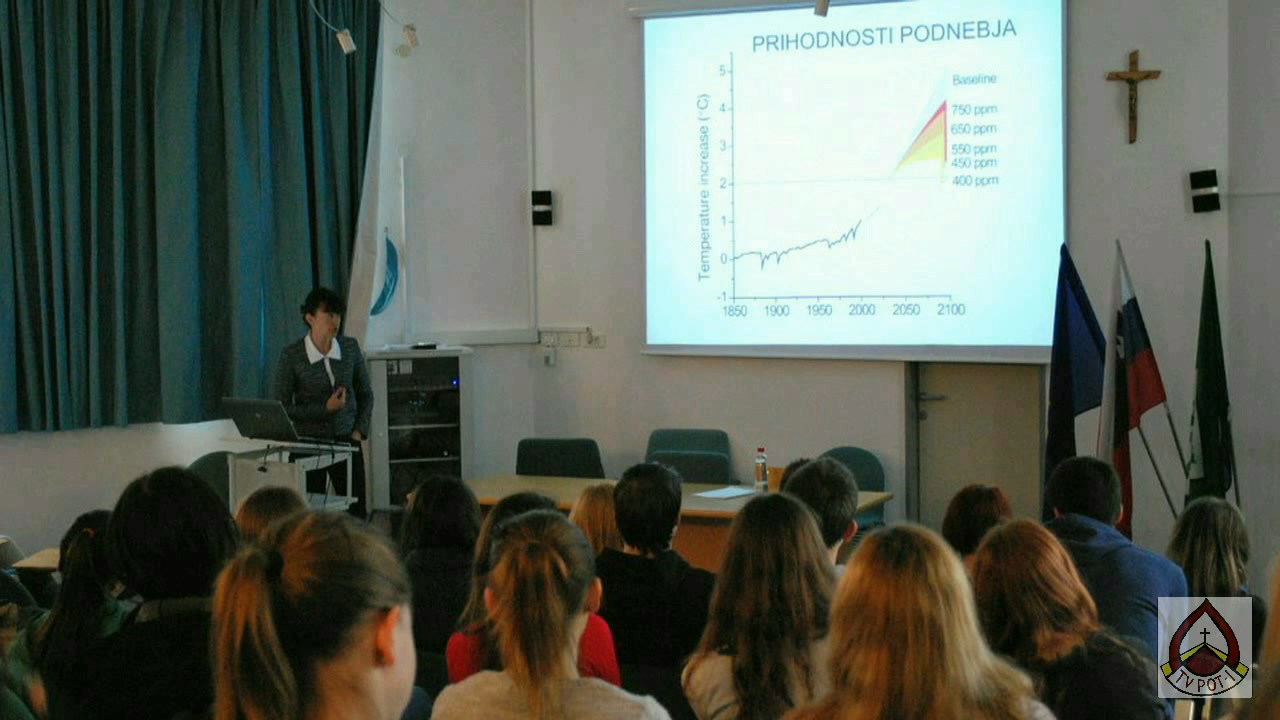 PRIHODNOSTI PODNEBJA
Temperature increase (°C)
5
4
3
2
1
0
-1
1850 1900 1950 2000 2050 2100
Baseline
750 ppm
650 ppm
550 ppm
450 ppm
400 ppm
TV POT-1